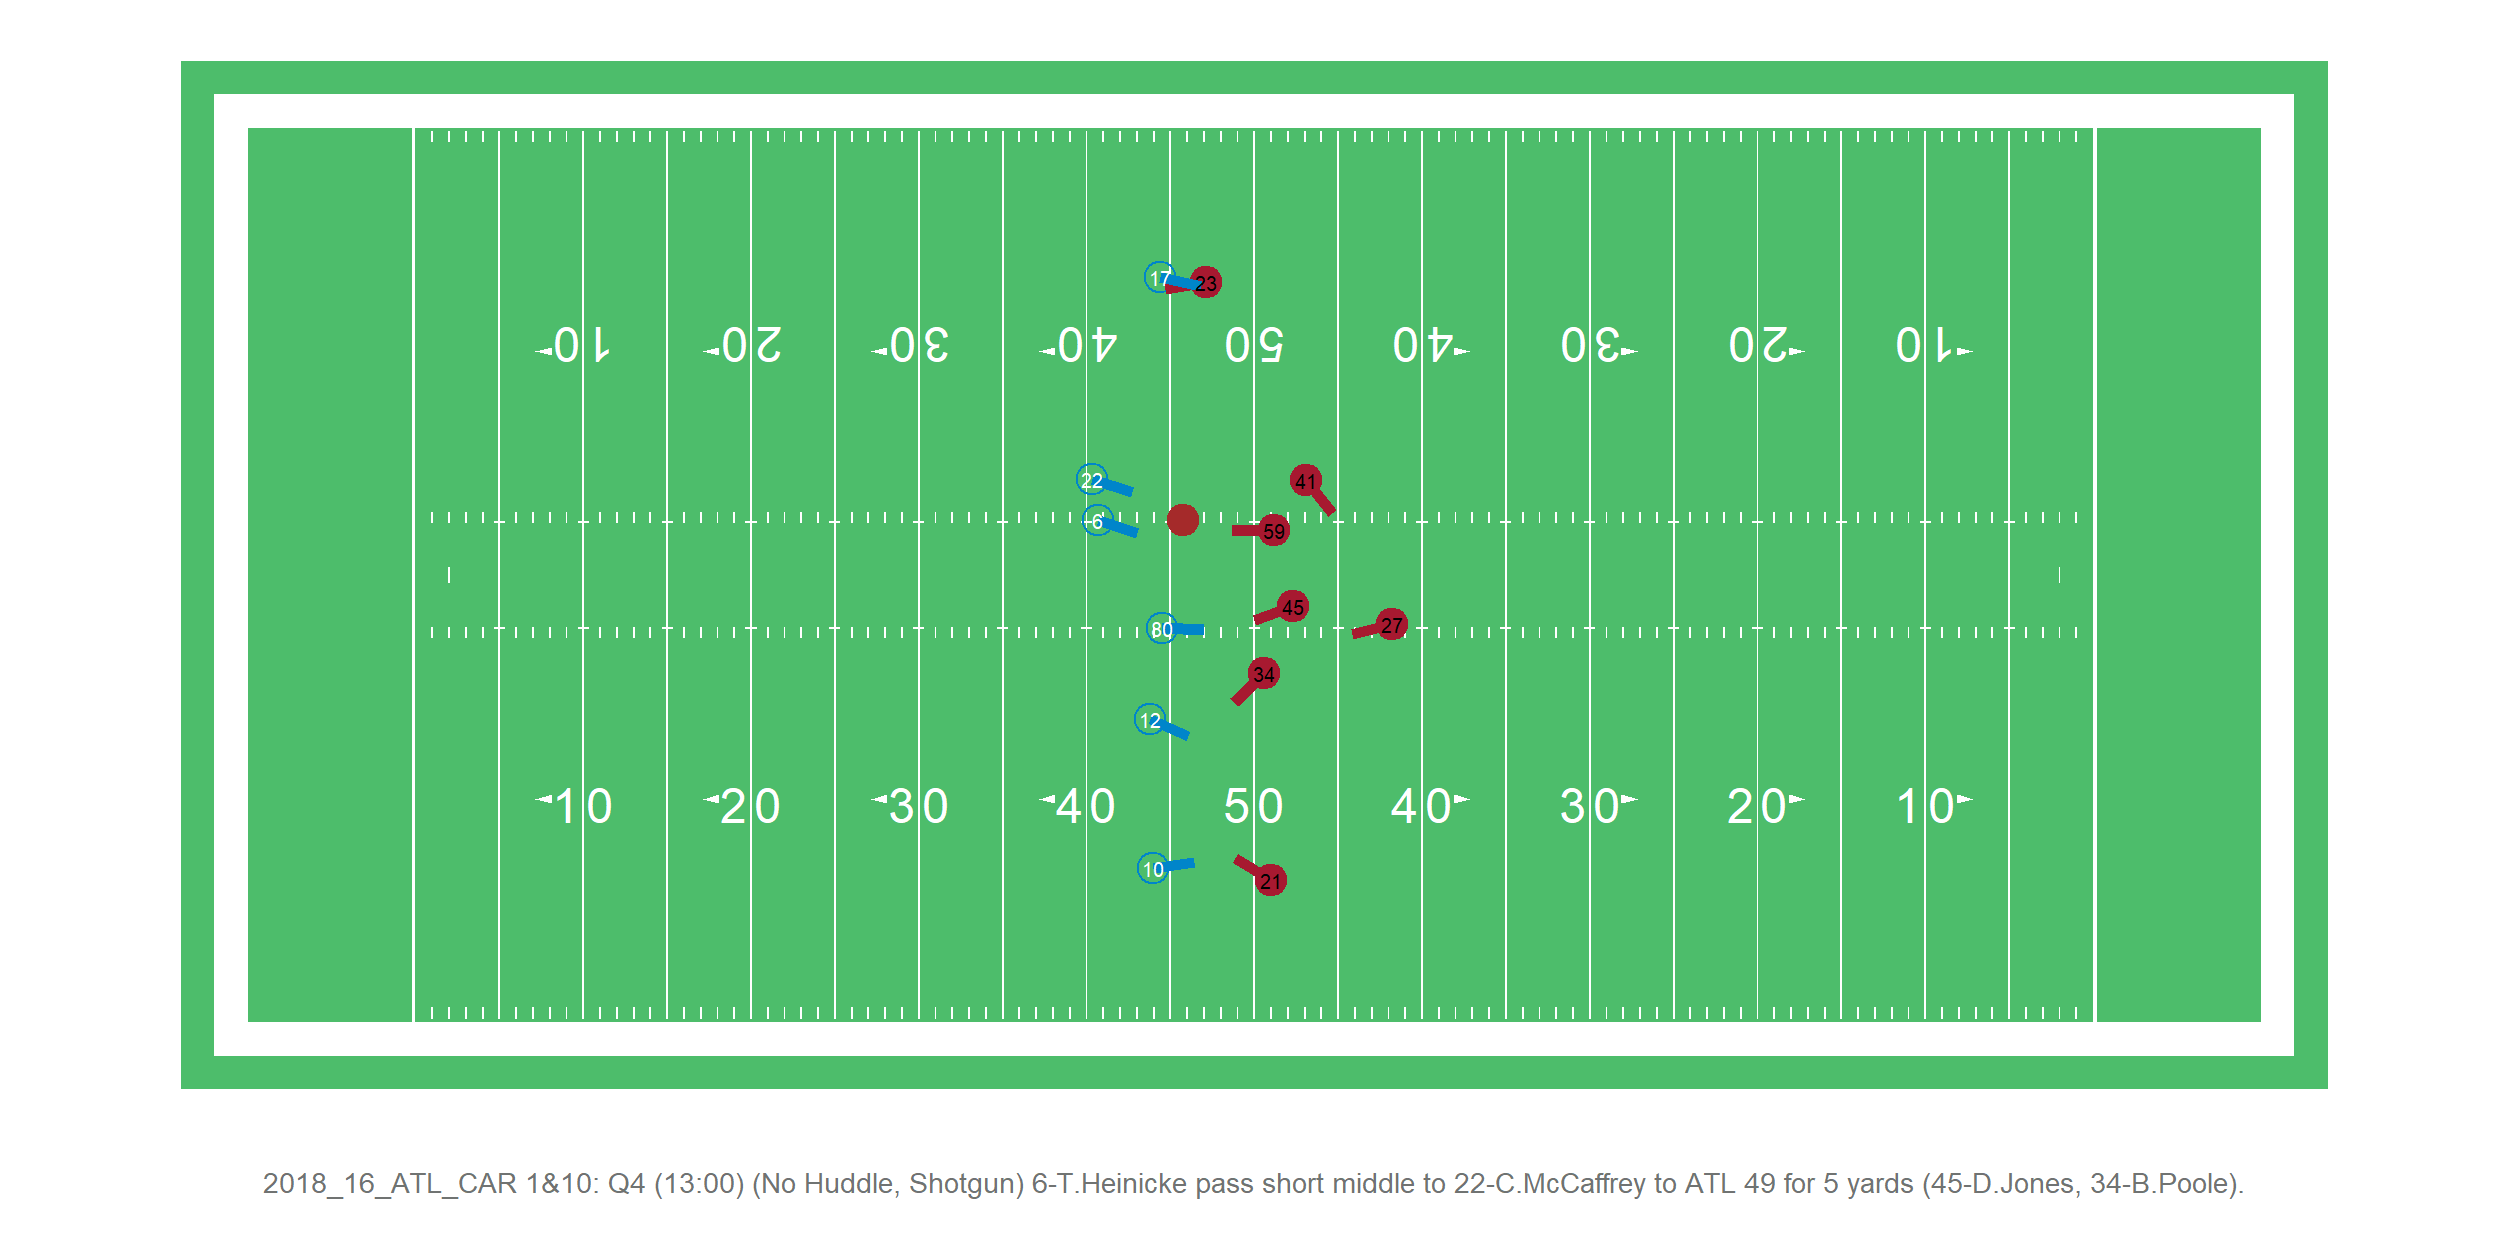 17 23
10 20 30 40 50 40 30 20 10
22 41
6 59
45
80 27
34
12
10 20 30 40 50 40 30 20 10
10 21
2018_16_ATL_CAR 1&10: Q4 (13:00) (No Huddle, Shotgun) 6-T.Heinicke pass short middle to 22-C.McCaffrey to ATL 49 for 5 yards (45-D.Jones, 34-B.Poole).